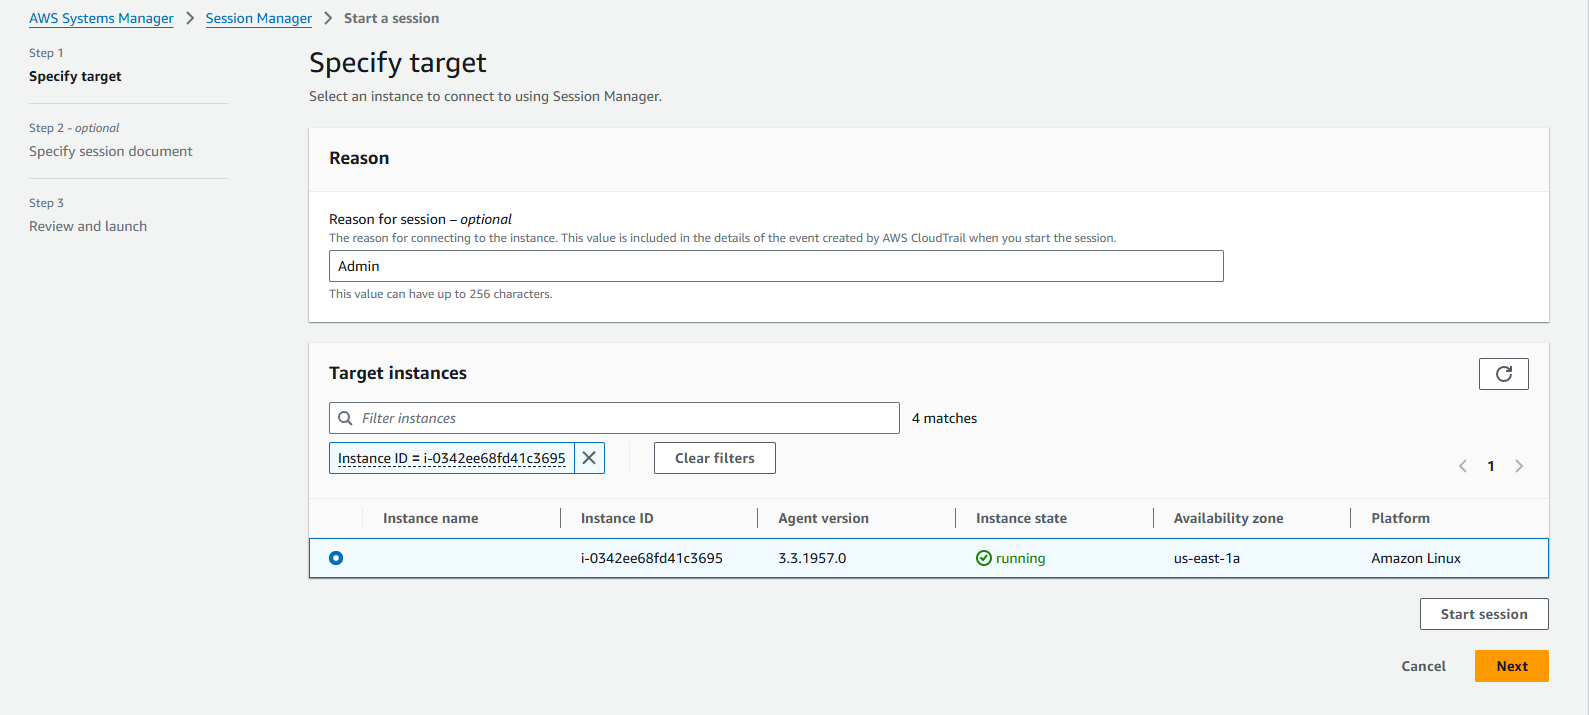 AWS Systems Manager > Session Manager > Start a session
Step 1
Specify target
Step 2 - optional
Specify session document
Step 3
Review and launch
Specify target
Select an instance to connect to using Session Manager.
Reason
Reason for session – optional
The reason for connecting to the instance. This value is included in the details of the event created by AWS CloudTrail when you start the session.
Admin
This value can have up to 256 characters.
Target instances
Filter instances
4 matches
Instance ID = i-0342ee68fd41c3695
Clear filters
1
Instance name Instance ID Agent version Instance state Availability zone Platform
i-0342ee68fd41c3695 3.3.1957.0 running us-east-1a Amazon Linux
Start session
Cancel Next